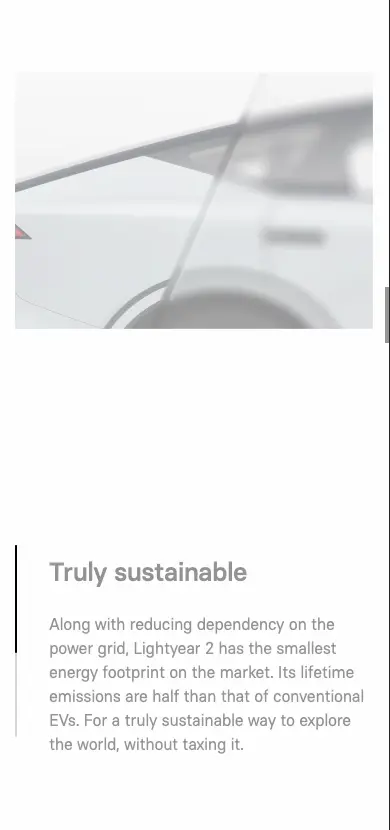 Truly sustainable
Along with reducing dependency on the
power grid, Lightyear 2 has the smallest
energy footprint on the market. Its lifetime
emissions are half than that of conventional
EVs. For a truly sustainable way to explore
the world, without taxing it.